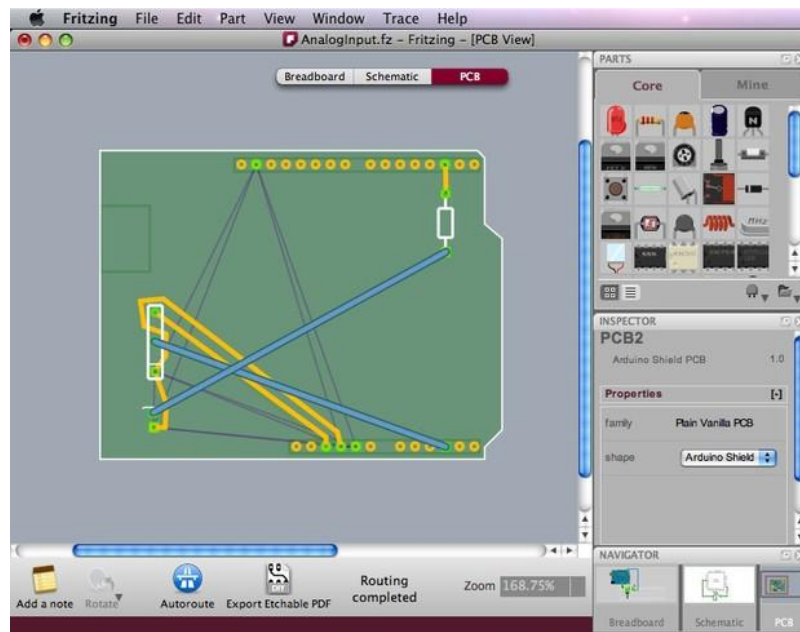 Fritzing File Edit Part View Window Trace Help
AnalogInput.fz - Fritzing - [PCB View]
Breadboard Schematic PCB
PARTS
Core Mine
N
MHz
INSPECTOR
PCB2
Arduino Shield PCB 1.0
Properties [-]
family Plain Vanilla PCB
shape Arduino Shield
NAVIGATOR
Breadboard Schematic PCB
Add a note Rotate Autoroute Export Etchable PDF Routing completed Zoom 168.75%
DIY